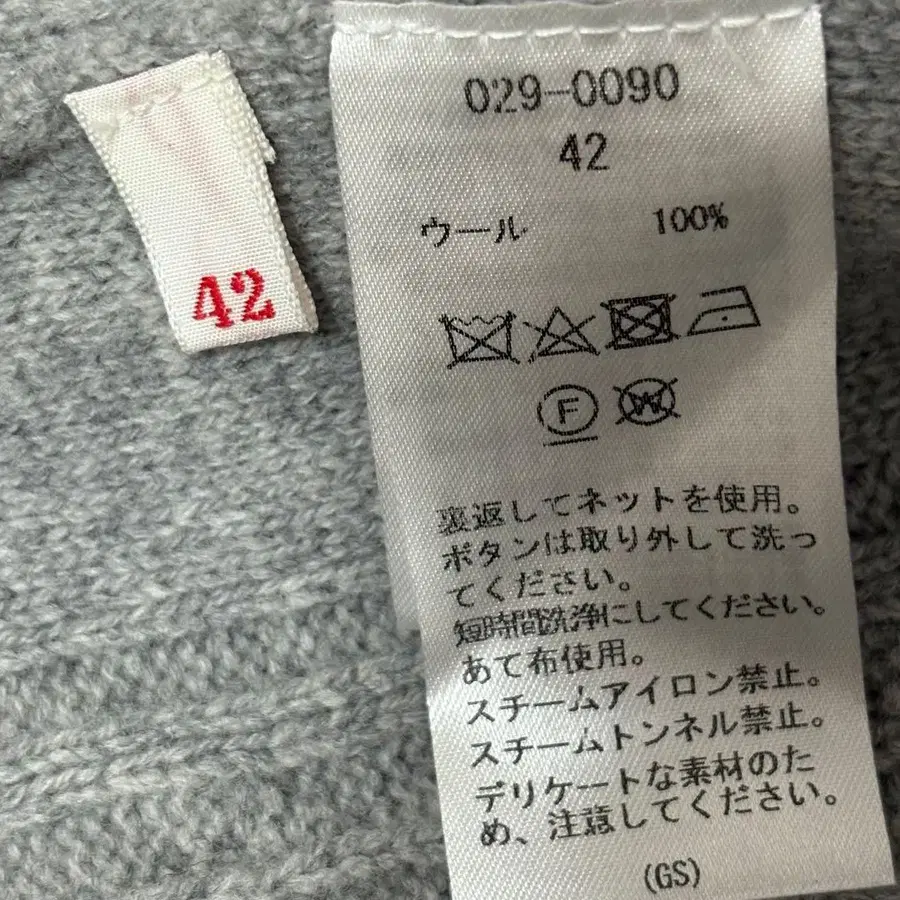 42
029-0090
42
ウール 100%
F
W
裏返してネットを使用。
ボタンは取り外して洗っ
てください。
短時間洗浄にしてください。
あて布使用。
スチームアイロン禁止。
スチームトンネル禁止。
デリケートな素材のた
め、注意してください。
(GS)